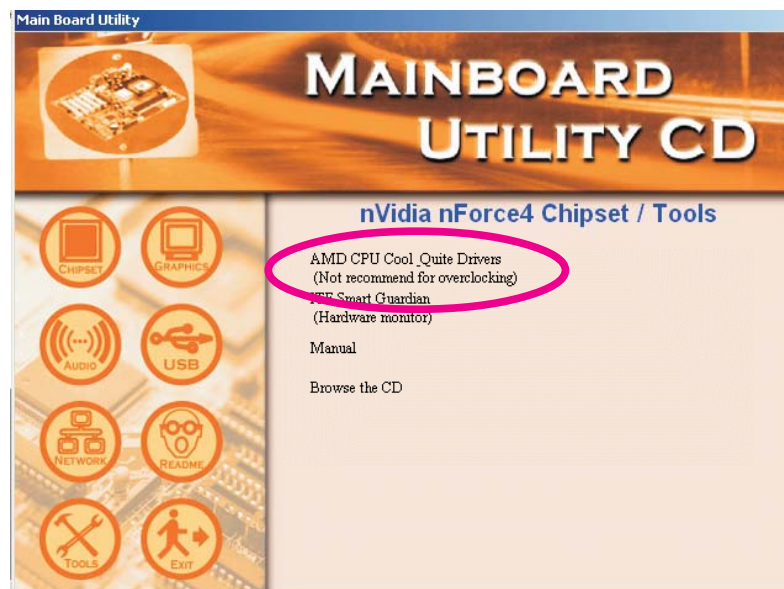 Main Board Utility
MAINBOARD
UTILITY CD
nVidia nForce4 Chipset / Tools
CHIPSET
GRAPHICS
AUDIO
USB
NETWORK
README
TOOLS
EXIT
AMD CPU Cool_Quite Drivers
(Not recommend for overclocking)
ITE Smart Guardian
(Hardware monitor)
Manual
Browse the CD